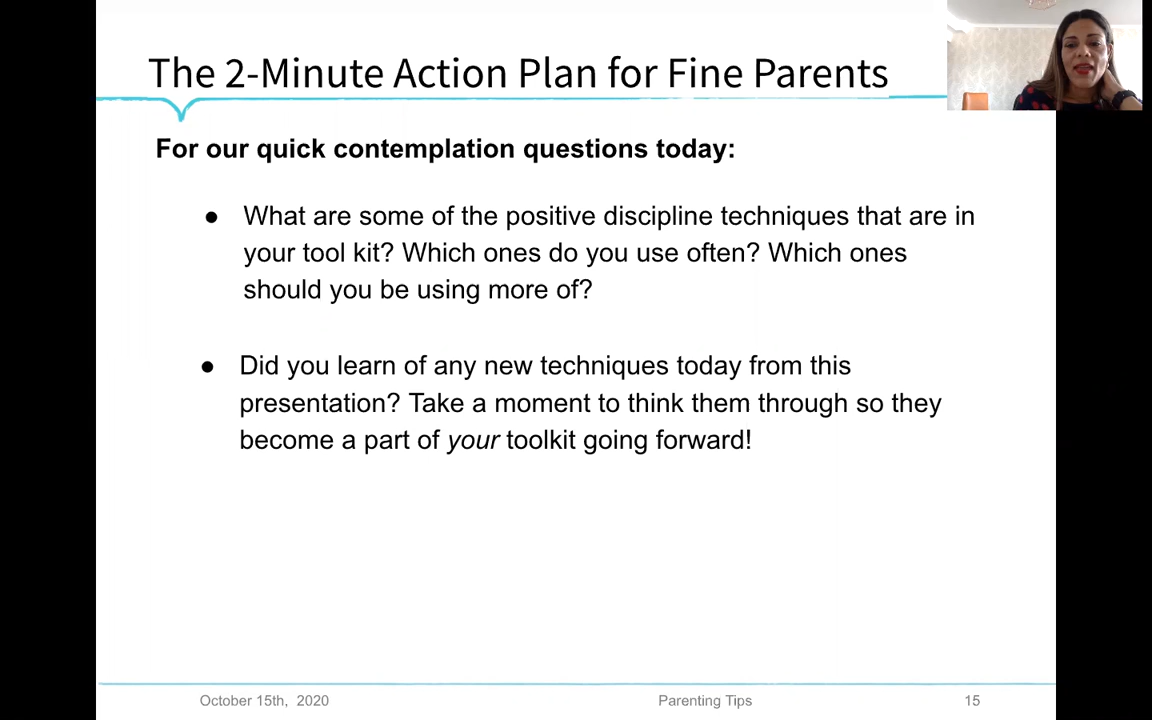 The 2-Minute Action Plan for Fine Parents
For our quick contemplation questions today:
● What are some of the positive discipline techniques that are in
your tool kit? Which ones do you use often? Which ones
should you be using more of?
● Did you learn of any new techniques today from this
presentation? Take a moment to think them through so they
become a part of your toolkit going forward!
October 15th, 2020 Parenting Tips 15